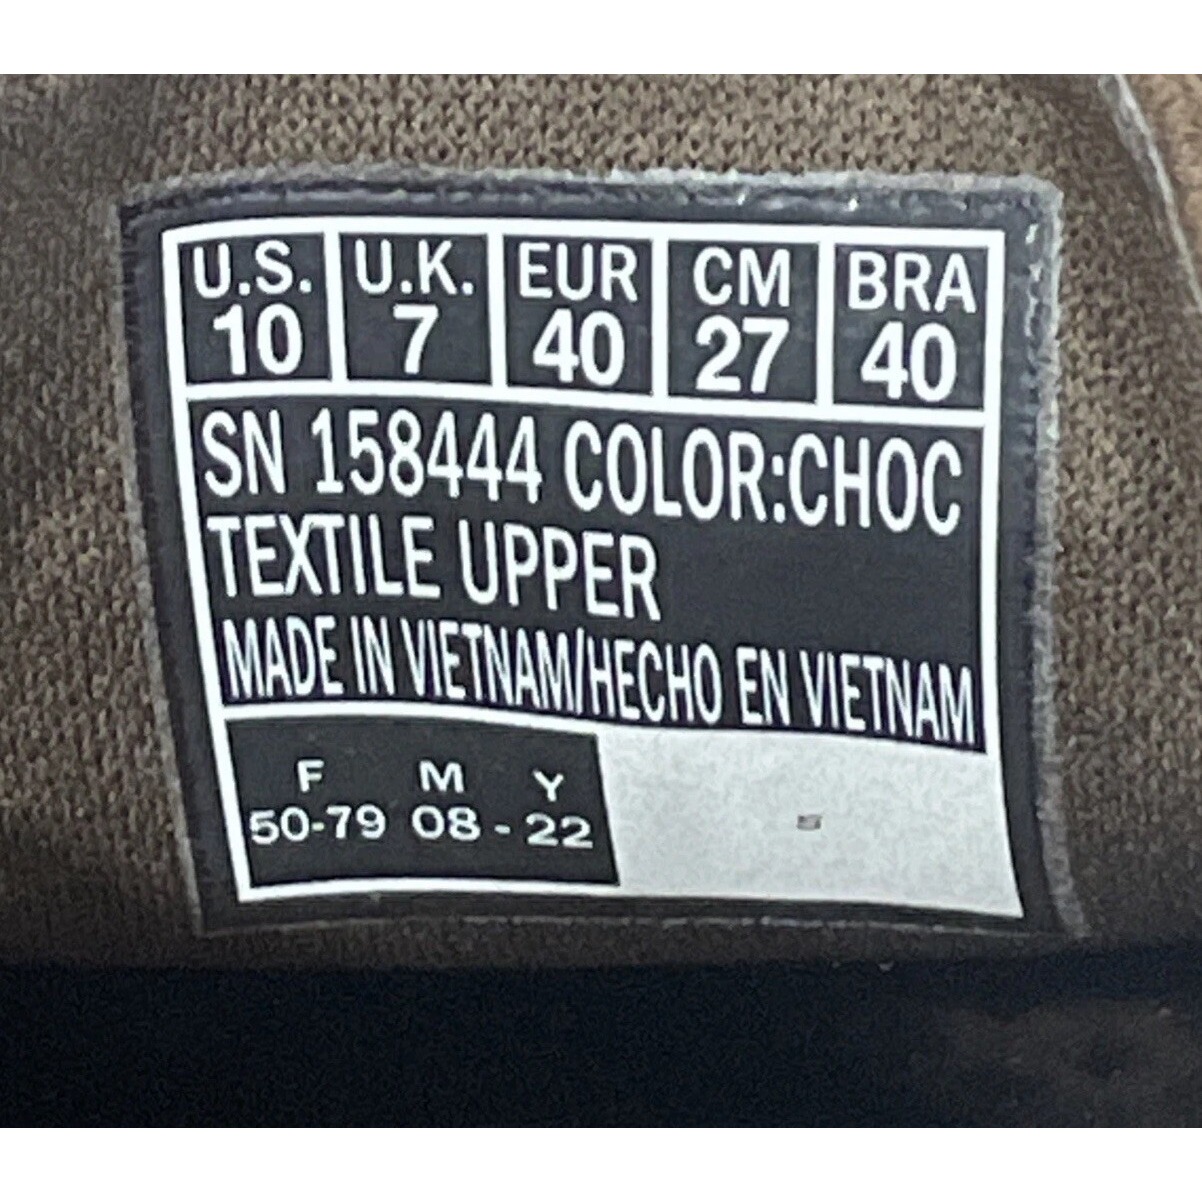 U.S. U.K. EUR CM BRA
10 7 40 27 40
SN 158444 COLOR:CHOC
TEXTILE UPPER
MADE IN VIETNAM/HECHO EN VIETNAM
F M Y
50-79 08 - 22